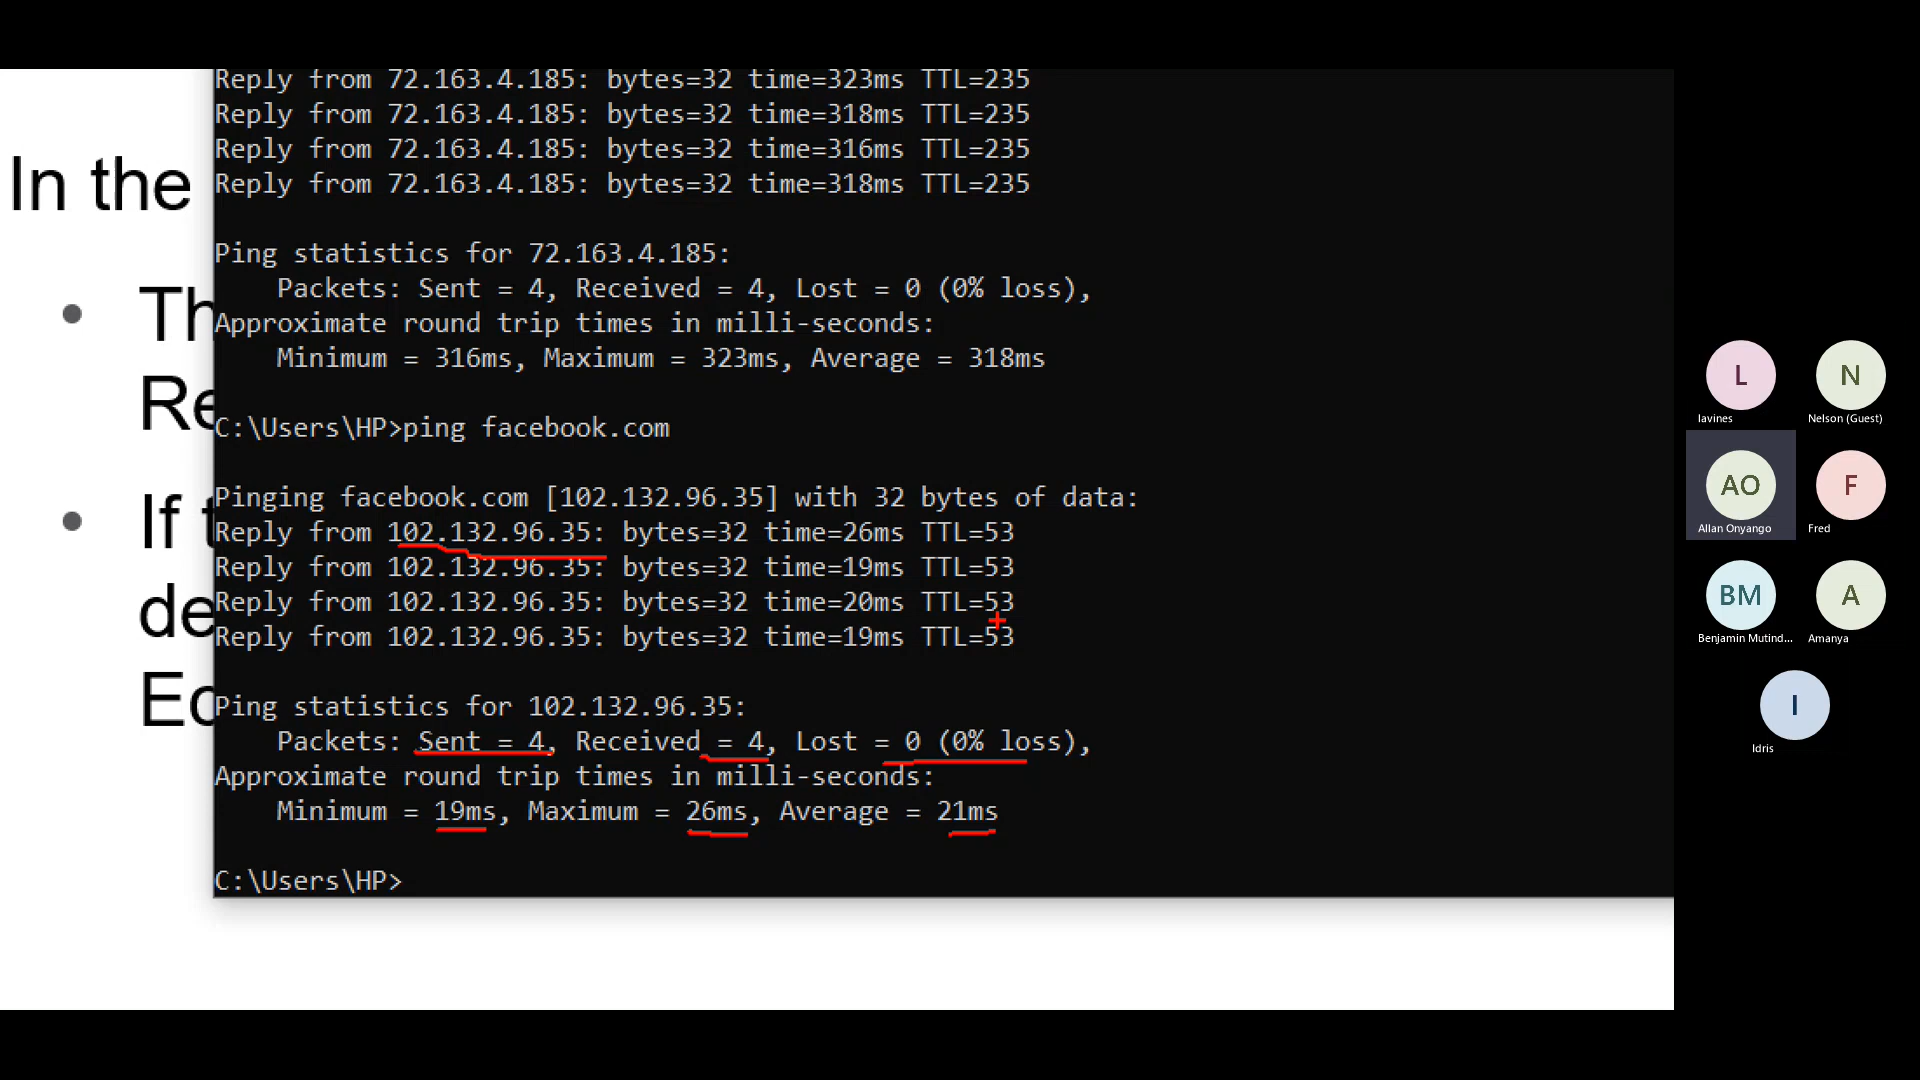 Reply from 72.163.4.185: bytes=32 time=323ms TTL=235
Reply from 72.163.4.185: bytes=32 time=318ms TTL=235
Reply from 72.163.4.185: bytes=32 time=316ms TTL=235
Reply from 72.163.4.185: bytes=32 time=318ms TTL=235
Ping statistics for 72.163.4.185:
Packets: Sent = 4, Received = 4, Lost = 0 (0% loss),
Approximate round trip times in milli-seconds:
Minimum = 316ms, Maximum = 323ms, Average = 318ms
C:\Users\HP>ping facebook.com
Pinging facebook.com [102.132.96.35] with 32 bytes of data:
Reply from 102.132.96.35: bytes=32 time=26ms TTL=53
Reply from 102.132.96.35: bytes=32 time=19ms TTL=53
Reply from 102.132.96.35: bytes=32 time=20ms TTL=53
Reply from 102.132.96.35: bytes=32 time=19ms TTL=53
Ping statistics for 102.132.96.35:
Packets: Sent = 4, Received = 4, Lost = 0 (0% loss),
Approximate round trip times in milli-seconds:
Minimum = 19ms, Maximum = 26ms, Average = 21ms
C:\Users\HP>
In the
If
L
lavines
N
Nelson (Guest)
AO
Allan Onyango
F
Fred
BM
Benjamin Mutind...
A
Amanya
I
Idris